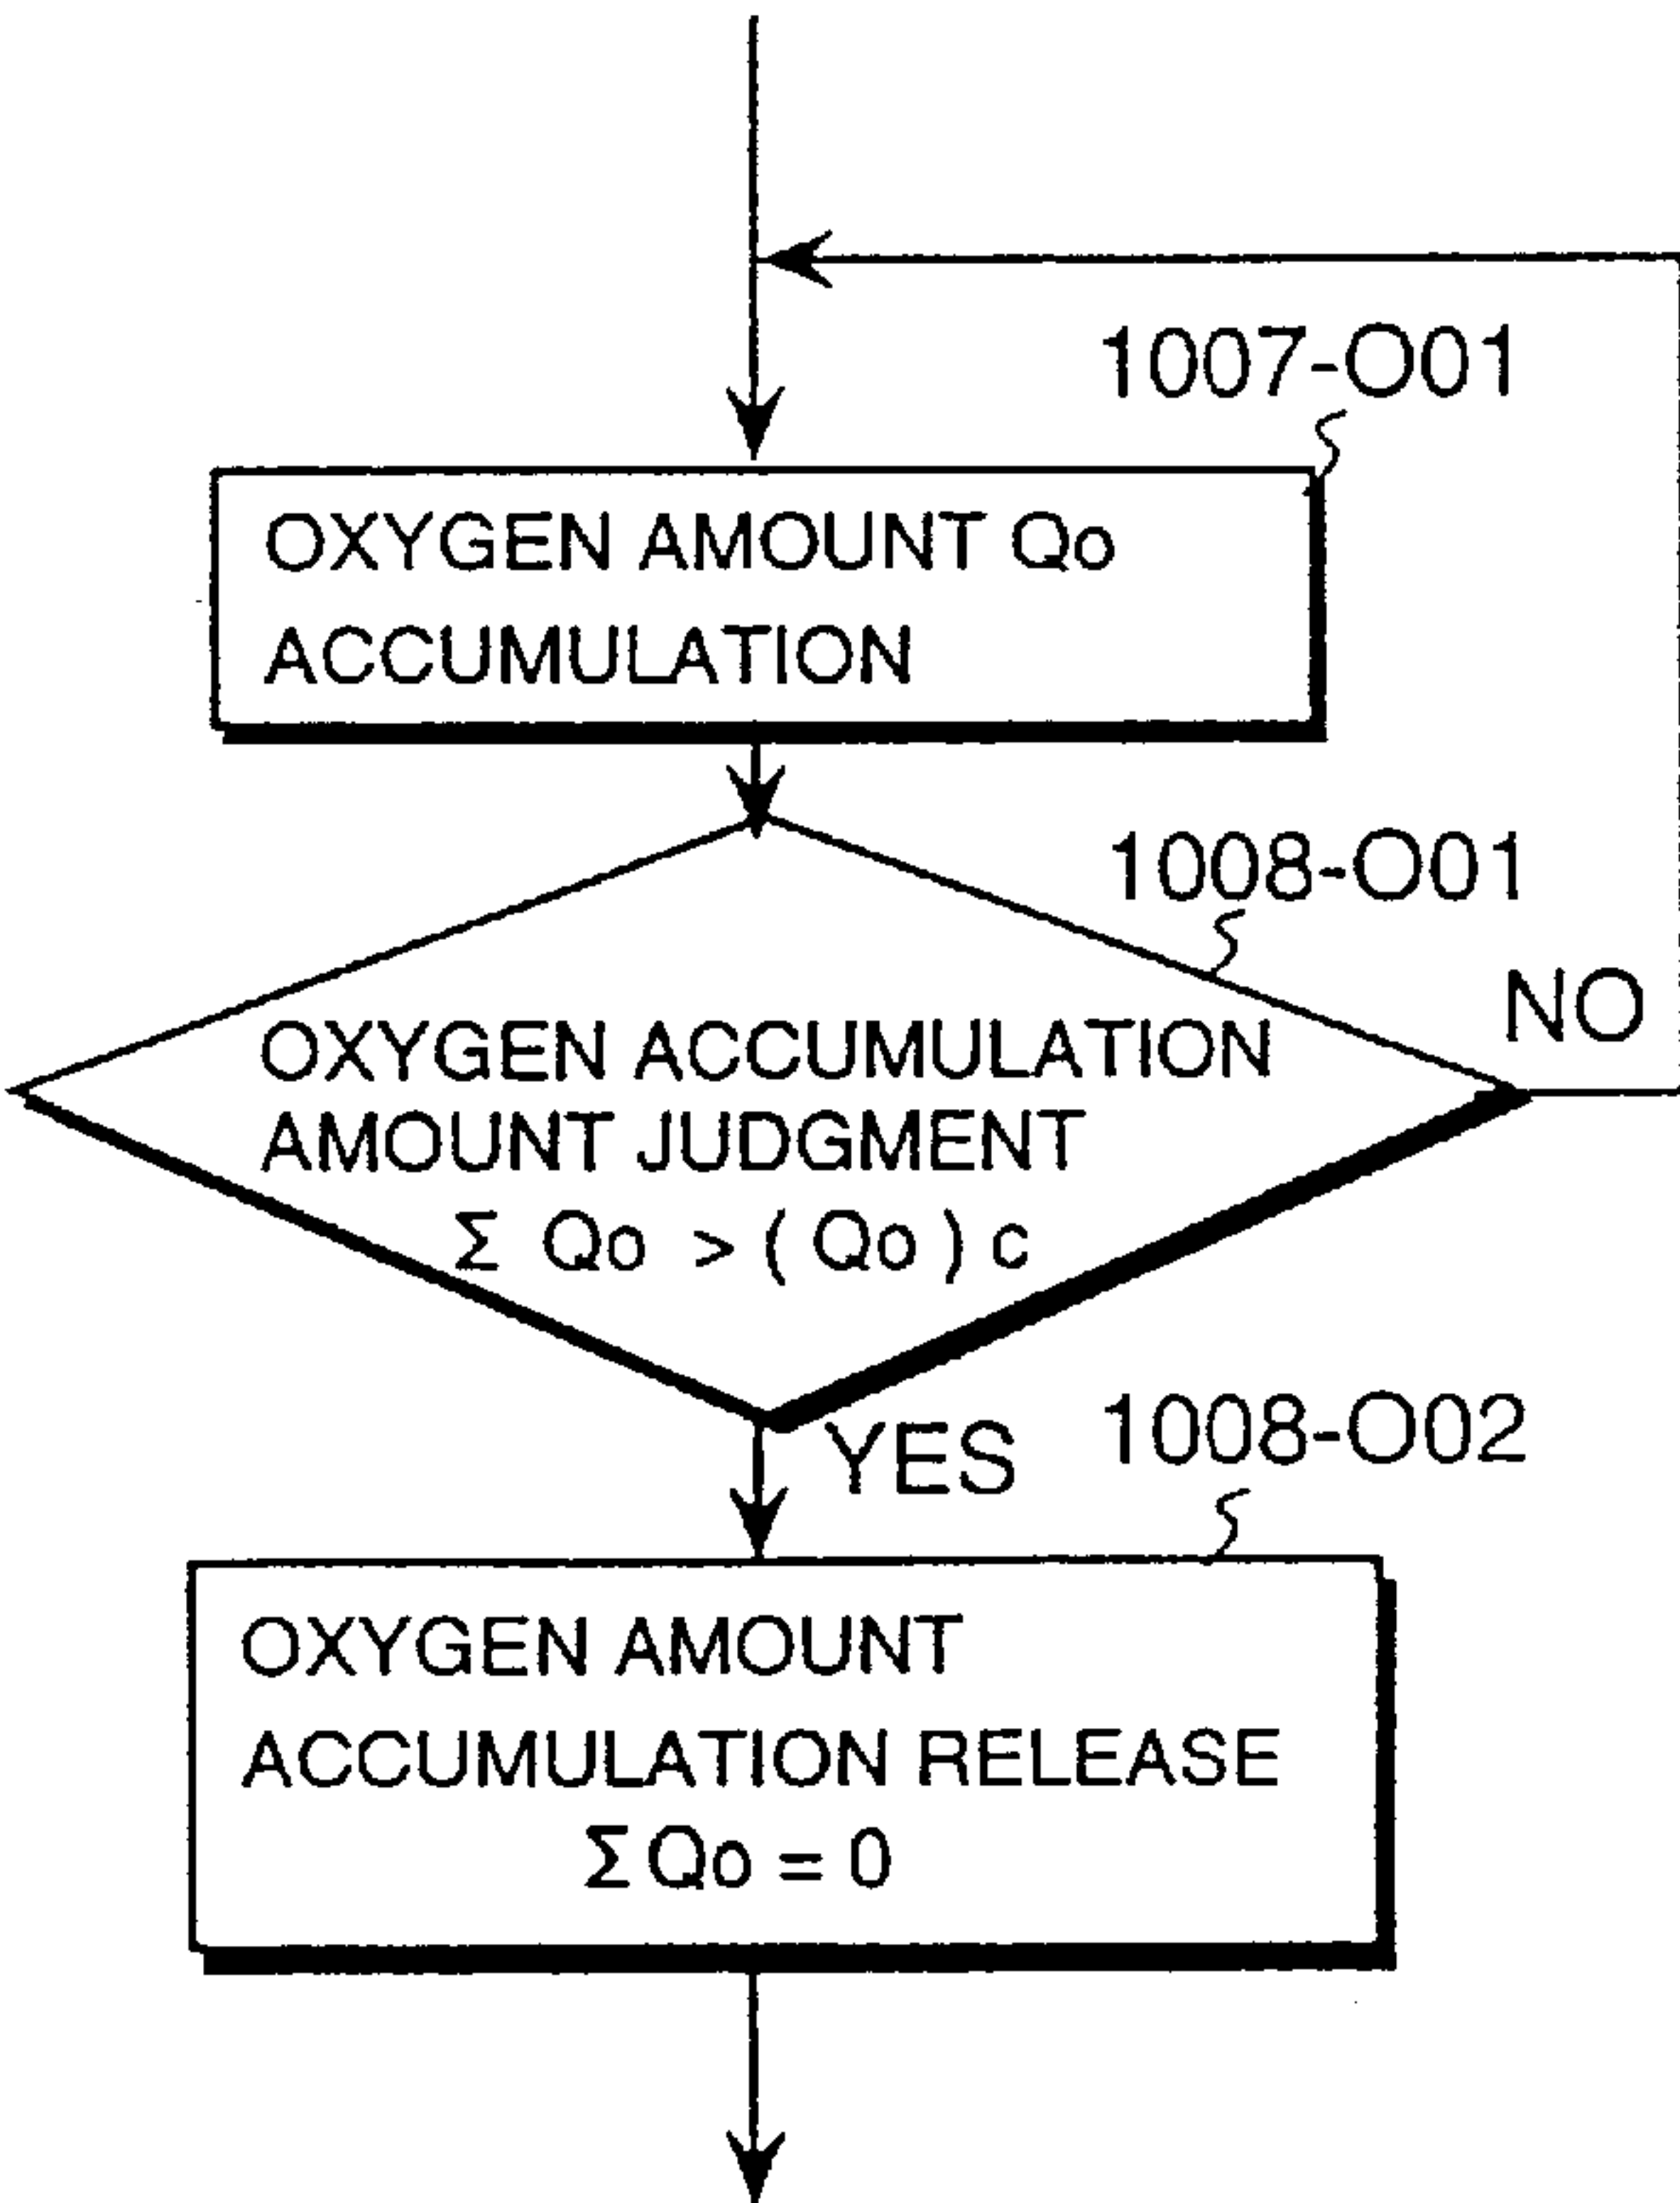 1007-O01
OXYGEN AMOUNT Qo
ACCUMULATION
1008-O01
NO
OXYGEN ACCUMULATION
AMOUNT JUDGMENT
Σ Qo > ( Qo ) c
YES
1008-O02
OXYGEN AMOUNT
ACCUMULATION RELEASE
Σ Qo = 0